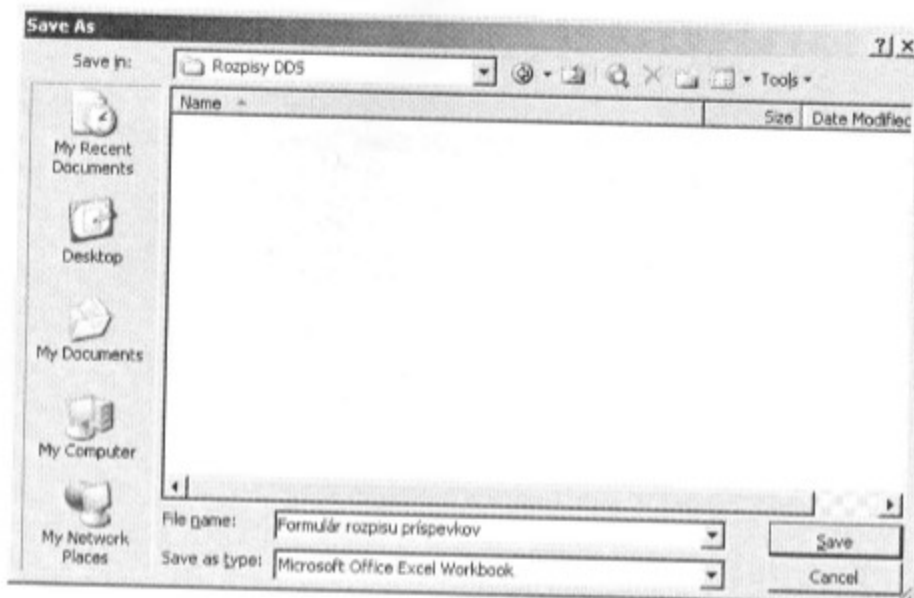 Save As
Save in:
Rozpisy DDS
Tools
Name
Size
Date Modified
My Recent
Documents
Desktop
My Documents
My Computer
My Network
Places
File name:
Formulár rozpisu príspevkov
Save as type:
Microsoft Office Excel Workbook
Save
Cancel